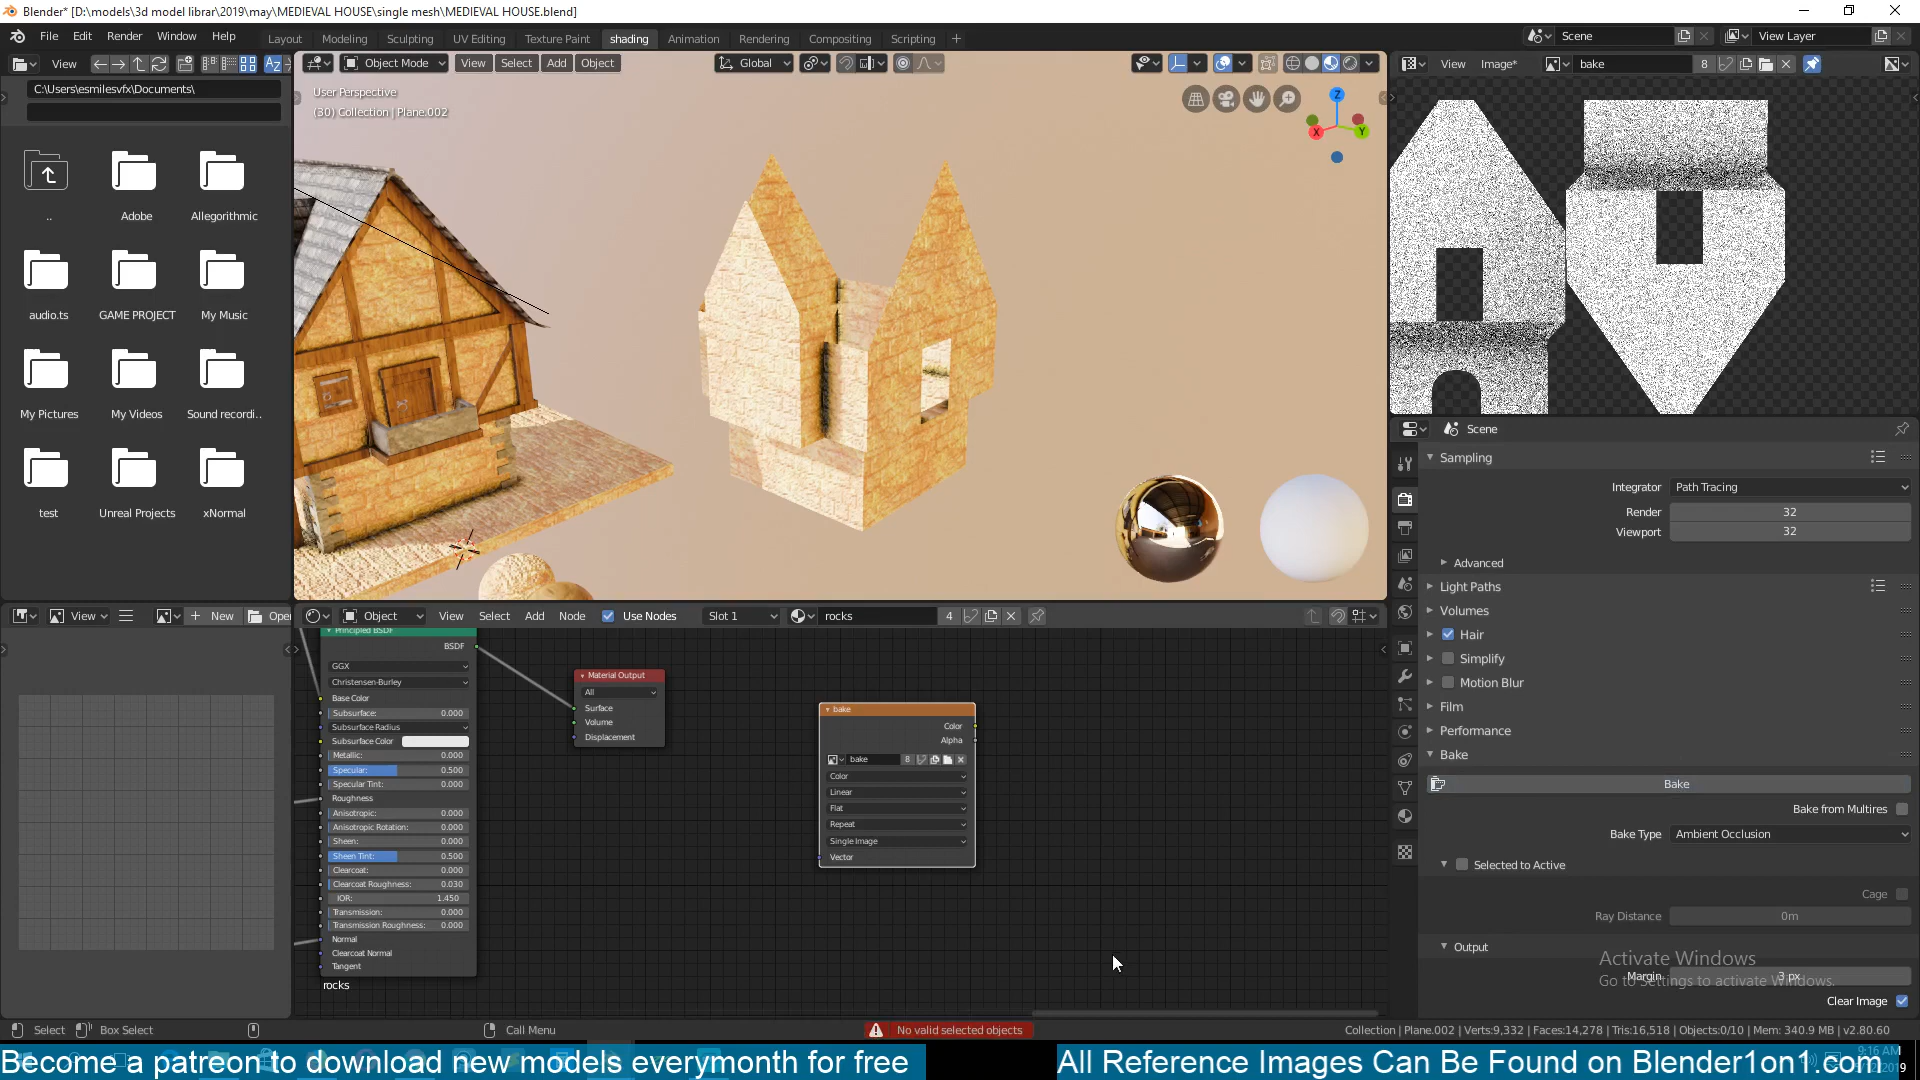 Blender* [D:\models\3d model librar\2019\may\MEDIEVAL HOUSE\single mesh\MEDIEVAL HOUSE.blend]
File Edit Render Window Help Layout Modeling Sculpting UV Editing Texture Paint shading Animation Rendering Compositing Scripting + Scene View Layer
View Az Object Mode View Select Add Object Global View Image* bake 8
C:\Users\esmilesvfx\Documents\
User Perspective
(30) Collection | Plane.002
Z
X Y
.. Adobe Allegorithmic
audio.ts GAME PROJECT My Music
My Pictures My Videos Sound recordi..
test Unreal Projects xNormal
Scene
Sampling
Integrator Path Tracing
Render 32
Viewport 32
Advanced
Light Paths
Volumes
Hair
Simplify
Motion Blur
Film
Performance
Bake
Bake
Bake from Multires
Bake Type Ambient Occlusion
Selected to Active
Cage
Ray Distance 0m
Output
Margin 3 px
Clear Image
Activate Windows
Go to Settings to activate Windows.
View New Open Object View Select Add Node Use Nodes Slot 1 rocks 4
Principled BSDF
BSDF
GGX
Christensen-Burley
Base Color
Subsurface: 0.000
Subsurface Radius
Subsurface Color
Metallic: 0.000
Specular: 0.500
Specular Tint: 0.000
Roughness
Anisotropic: 0.000
Anisotropic Rotation: 0.000
Sheen: 0.000
Sheen Tint: 0.500
Clearcoat: 0.000
Clearcoat Roughness: 0.030
IOR: 1.450
Transmission: 0.000
Transmission Roughness: 0.000
Normal
Clearcoat Normal
Tangent
rocks
Material Output
All
Surface
Volume
Displacement
bake
Color
Alpha
bake 8
Color
Linear
Flat
Repeat
Single Image
Vector
Select Box Select Call Menu No valid selected objects Collection | Plane.002 | Verts:9,332 | Faces:14,278 | Tris:16,518 | Objects:0/10 | Mem: 340.9 MB | v2.80.60
Become a patreon to download new models everymonth for free
All Reference Images Can Be Found on Blender1on1.com
9:16 AM